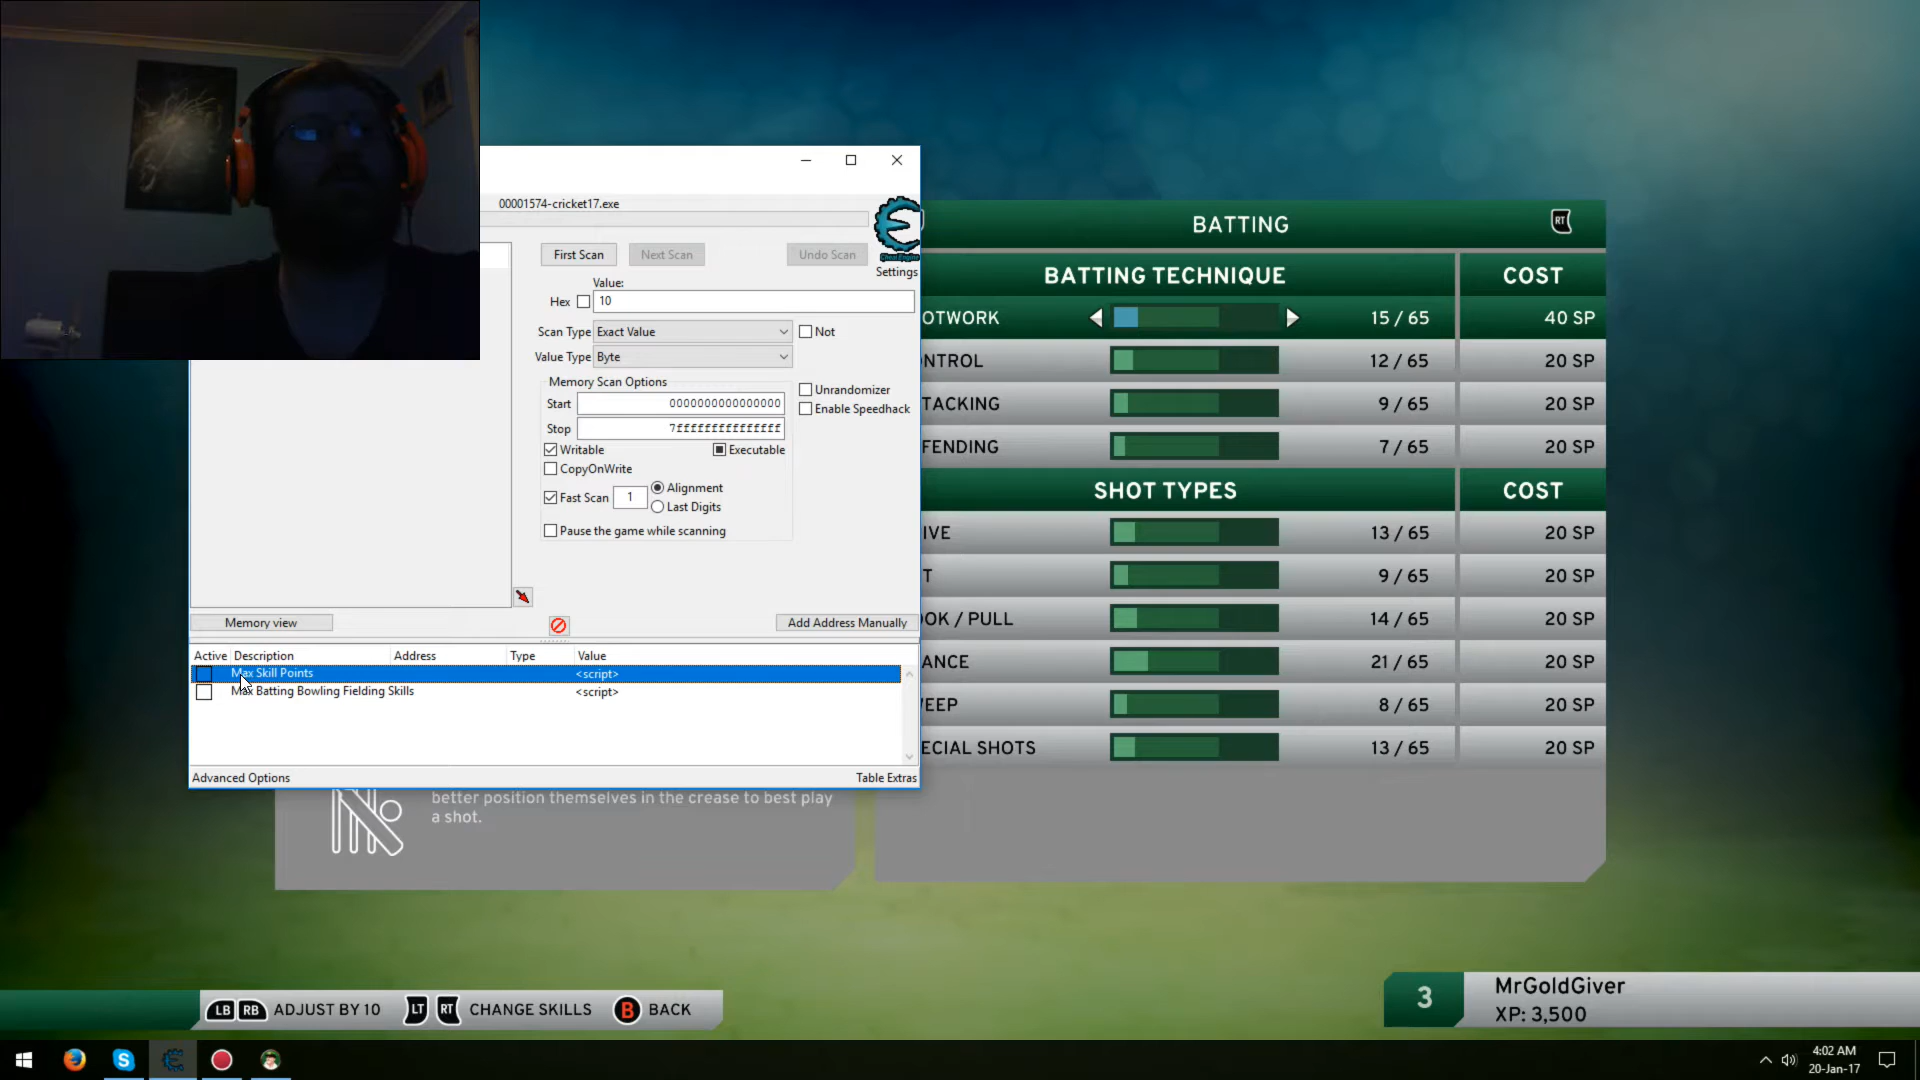 00001574-cricket17.exe
First Scan
Next Scan
Undo Scan
Cheat Engine
Settings
Value:
Hex
10
Scan Type
Exact Value
Not
Value Type
Byte
Memory Scan Options
Start
0000000000000000
Stop
7fffffffffffffff
Writable
Executable
CopyOnWrite
Fast Scan
1
Alignment
Last Digits
Pause the game while scanning
Unrandomizer
Enable Speedhack
Memory view
Add Address Manually
Active Description Address Type Value
Max Skill Points <script>
Max Batting Bowling Fielding Skills <script>
Advanced Options
Table Extras
BATTING
RT
BATTING TECHNIQUE COST
OTWORK 15 / 65 40 SP
NTROL 12 / 65 20 SP
TACKING 9 / 65 20 SP
FENDING 7 / 65 20 SP
SHOT TYPES COST
IVE 13 / 65 20 SP
T 9 / 65 20 SP
OK / PULL 14 / 65 20 SP
ANCE 21 / 65 20 SP
EEP 8 / 65 20 SP
ECIAL SHOTS 13 / 65 20 SP
better position themselves in the crease to best play
a shot.
3
MrGoldGiver
XP: 3,500
LB RB ADJUST BY 10 LT RT CHANGE SKILLS B BACK
4:02 AM
20-Jan-17